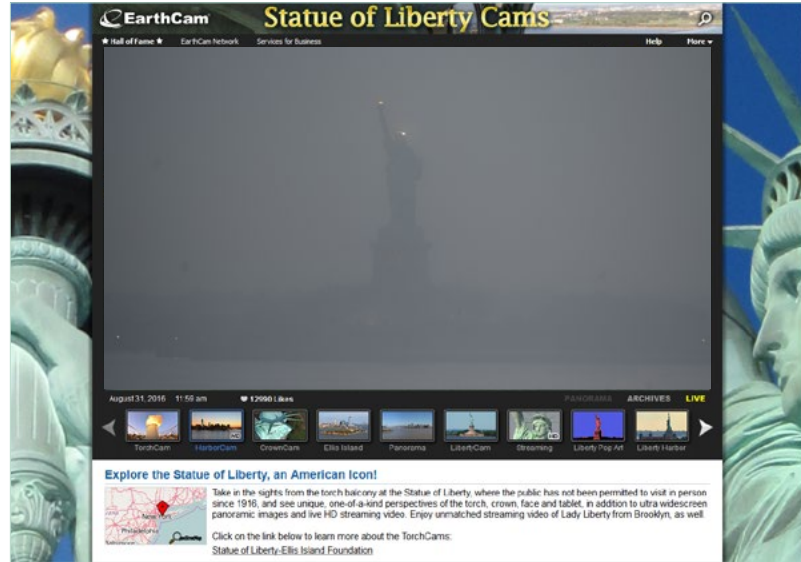 EarthCam
Statue of Liberty Cams
★ Hall of Fame ★ EarthCam Network Services for Business Help More
August 31, 2016 11:59 am 12990 Likes PANORAMA ARCHIVES LIVE
TorchCam HarborCam CrownCam Ellis Island Panorama LibertyCam Streaming Liberty Pop Art Liberty Harbor
Explore the Statue of Liberty, an American Icon!
Take in the sights from the torch balcony at the Statue of Liberty, where the public has not been permitted to visit in person
since 1916, and see unique, one-of-a-kind perspectives of the torch, crown, face and tablet, in addition to ultra widescreen
panoramic images and live HD streaming video. Enjoy unmatched streaming video of Lady Liberty from Brooklyn, as well.
New York
Philadelphia
Click on the link below to learn more about the TorchCams:
Statue of Liberty-Ellis Island Foundation